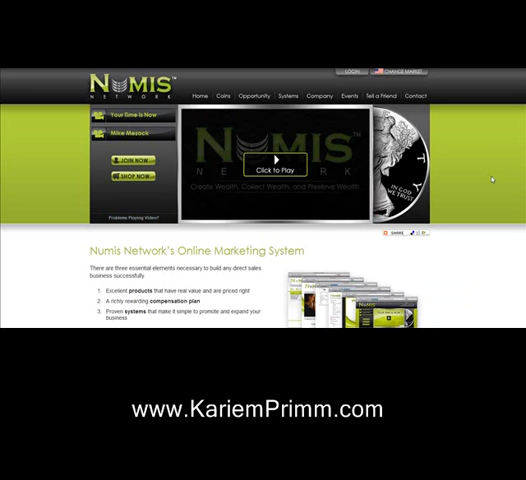 LOGIN CHANGE MARKET
NUMIS™
NETWORK
Home Coins Opportunity Systems Company Events Tell a Friend Contact
Your Time Is Now
Mike Mezack
JOIN NOW
SHOP NOW
Problems Playing Video?
NUMIS™
NETWORK
Click to Play
Create Wealth, Collect Wealth, and Preserve Wealth
TY
IN GOD
WE TRUST
SHARE
Numis Network's Online Marketing System
There are three essential elements necessary to build any direct sales
business successfully.
1. Excellent products that have real value and are priced right
2. A richly rewarding compensation plan
3. Proven systems that make it simple to promote and expand your
business
www.KariemPrimm.com